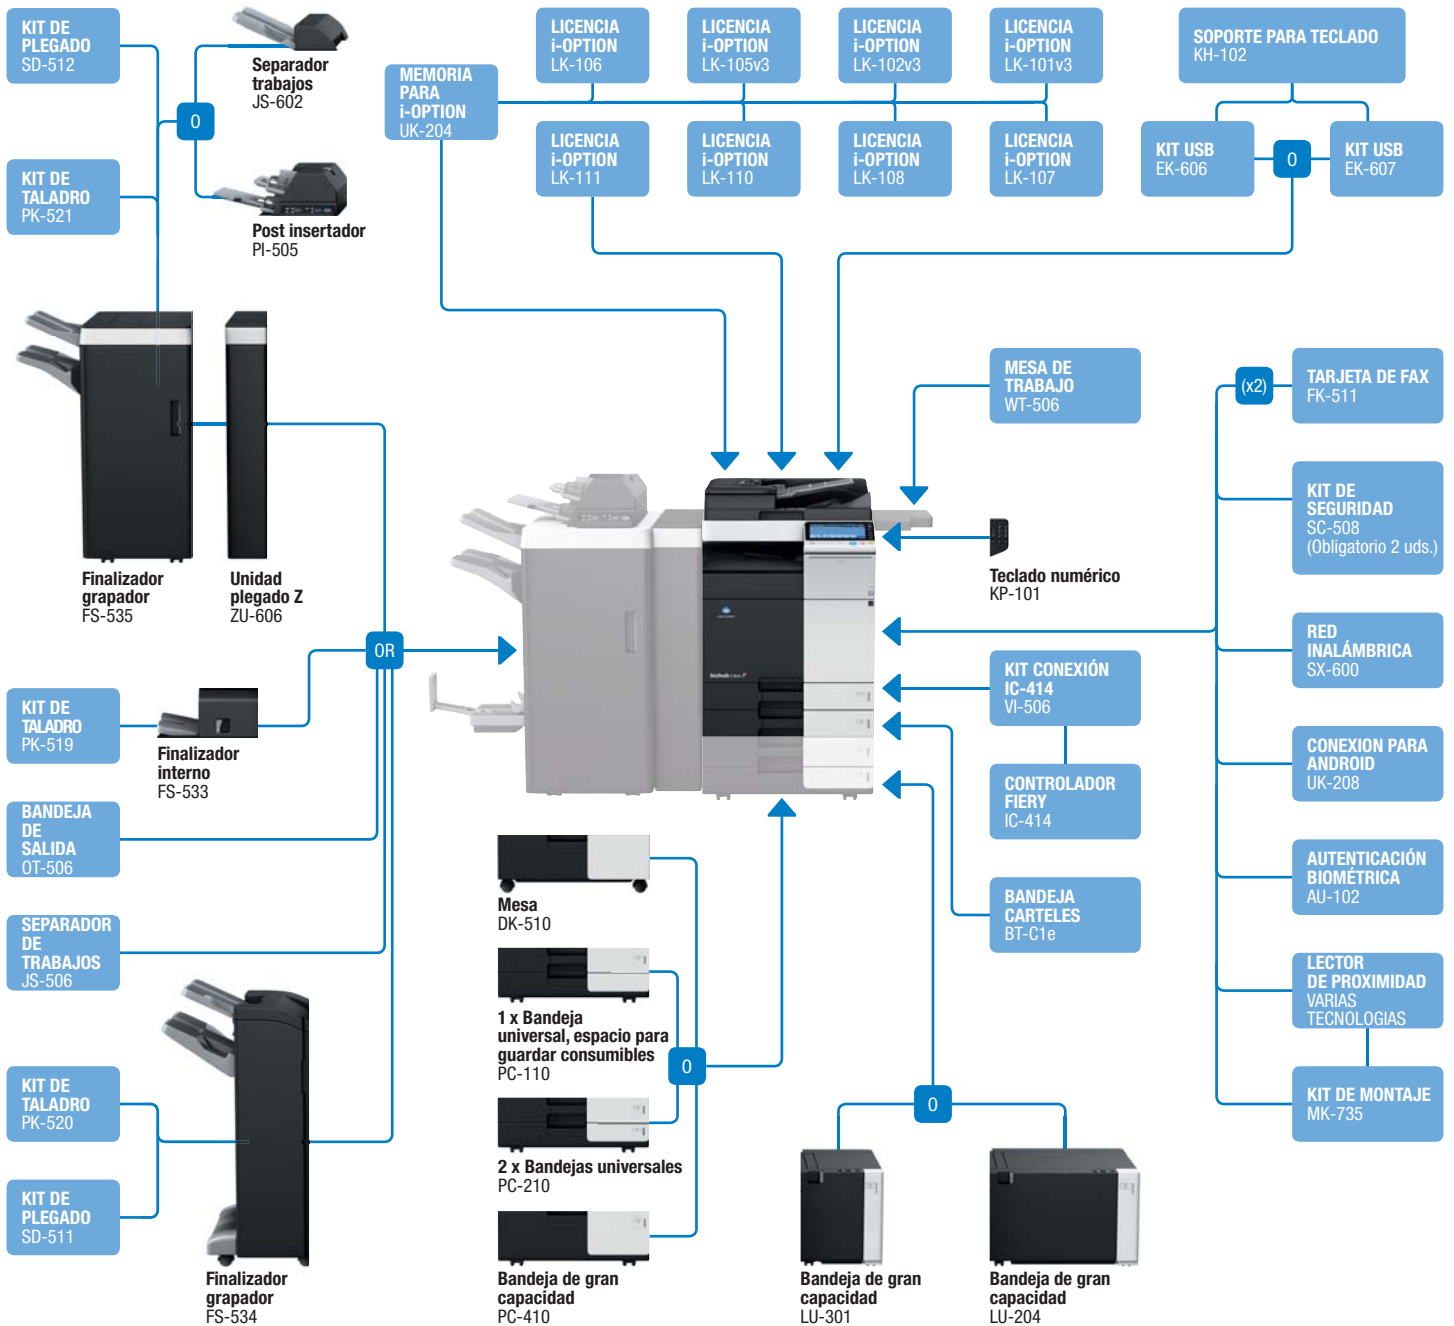 KIT DE
PLEGADO
SD-512
Separador
trabajos
JS-602
O
KIT DE
TALADRO
PK-521
Post insertador
PI-505
MEMORIA
PARA
i-OPTION
UK-204
LICENCIA
i-OPTION
LK-106
LICENCIA
i-OPTION
LK-105v3
LICENCIA
i-OPTION
LK-102v3
LICENCIA
i-OPTION
LK-101v3
LICENCIA
i-OPTION
LK-111
LICENCIA
i-OPTION
LK-110
LICENCIA
i-OPTION
LK-108
LICENCIA
i-OPTION
LK-107
SOPORTE PARA TECLADO
KH-102
KIT USB
EK-606
O
KIT USB
EK-607
Finalizador
grapador
FS-535
Unidad
plegado Z
ZU-606
OR
KIT DE
TALADRO
PK-519
Finalizador
interno
FS-533
BANDEJA
DE
SALIDA
OT-506
SEPARADOR
DE
TRABAJOS
JS-506
KIT DE
TALADRO
PK-520
KIT DE
PLEGADO
SD-511
Finalizador
grapador
FS-534
MESA DE
TRABAJO
WT-506
Teclado numérico
KP-101
bizhub
KIT CONEXIÓN
IC-414
VI-506
CONTROLADOR
FIERY
IC-414
BANDEJA
CARTELES
BT-C1e
Mesa
DK-510
1 x Bandeja
universal, espacio para
guardar consumibles
PC-110
O
2 x Bandejas universales
PC-210
Bandeja de gran
capacidad
PC-410
O
Bandeja de gran
capacidad
LU-301
Bandeja de gran
capacidad
LU-204
(x2)
TARJETA DE FAX
FK-511
KIT DE
SEGURIDAD
SC-508
(Obligatorio 2 uds.)
RED
INALÁMBRICA
SX-600
CONEXION PARA
ANDROID
UK-208
AUTENTICACIÓN
BIOMÉTRICA
AU-102
LECTOR
DE PROXIMIDAD
VARIAS
TECNOLOGIAS
KIT DE MONTAJE
MK-735